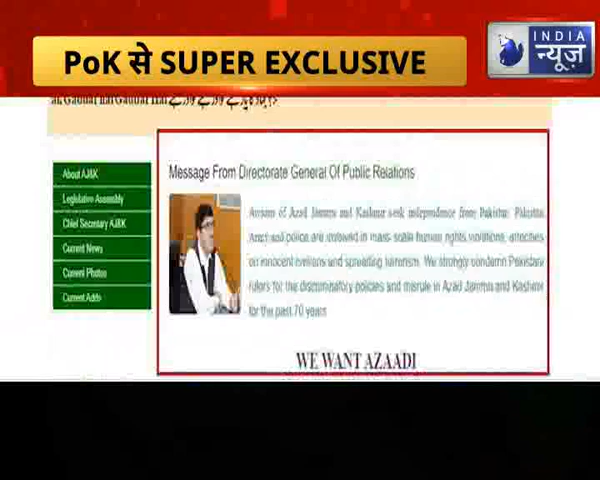 PoK से SUPER EXCLUSIVE
INDIA
न्यूज़
Message From Directorate General Of Public Relations
About AJ&K
Legislative Assembly
Chief Secretary AJ&K
Current News
Current Photos
Current Adds
of Azad Jammu and Kashmir seek independence from Pakistan. Pakistan
Army and police are involved in mass scale human rights violations, atrocities
on innocent civilians and spreading terrorism. We strongly condemn Pakistani
rulers for the discriminatory policies and misrule in Azad Jammu and Kashmir
for the past 70 years
WE WANT AZAADI